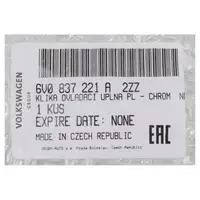 VOLKSWAGEN
GROUP
6V0 837 221 A 2ZZ
KLIKA OVLADACI UPLNA PL - CHROM
1 KUS
EXPIRE DATE: NONE
MADE IN CZECH REPUBLIC
EAC